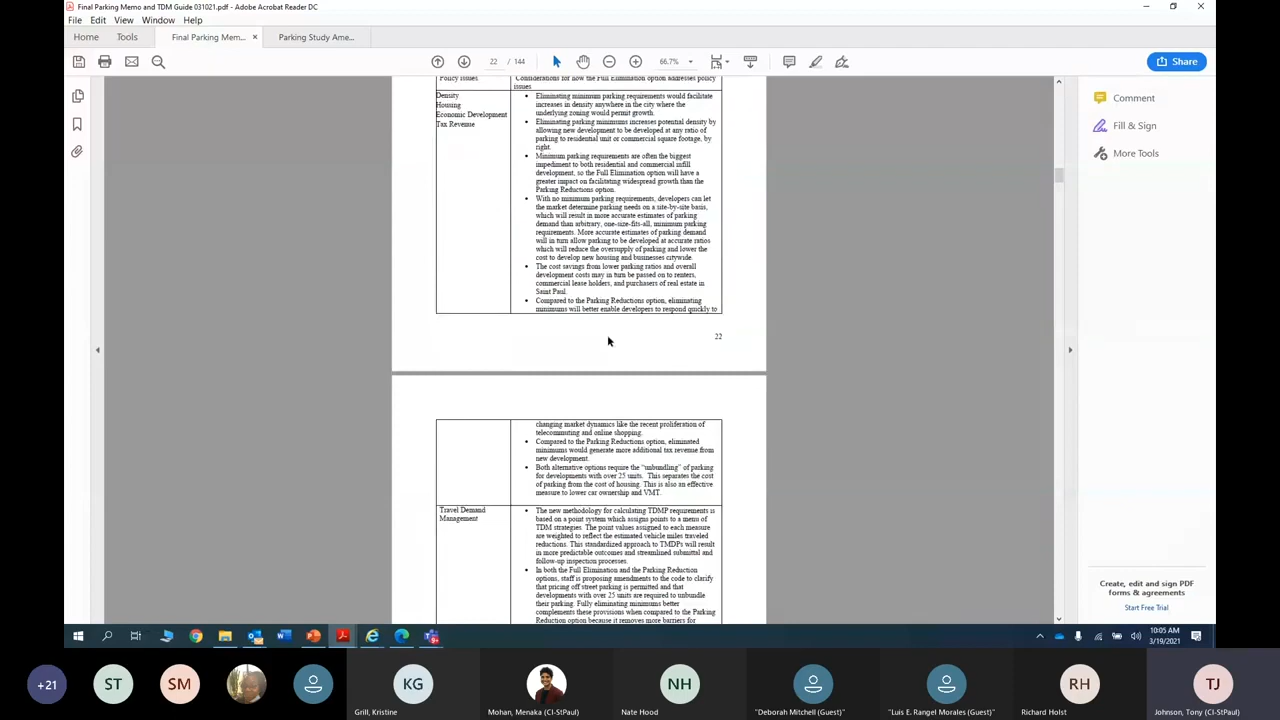 Final Parking Memo and TDM Guide 031021.pdf - Adobe Acrobat Reader DC
File Edit View Window Help
Home Tools Final Parking Mem... × Parking Study Ame...
22 / 144 66.7% Share
Policy Issues
Considerations for how the Full Elimination option addresses policy
issues
Density
Housing
Economic Development
Tax Revenue
• Eliminating minimum parking requirements would facilitate
increases in density anywhere in the city where the
underlying zoning would permit growth.
• Eliminating parking minimums increases potential density by
allowing new development to be developed at any ratio of
parking to residential unit or commercial square footage, by
right.
• Minimum parking requirements are often the biggest
impediment to both residential and commercial infill
development, so the Full Elimination option will have a
greater impact on facilitating widespread growth than the
Parking Reductions option.
• With no minimum parking requirements, developers can let
the market determine parking needs on a site-by-site basis,
which will result in more accurate estimates of parking
demand than arbitrary, one-size-fits-all, minimum parking
requirements. More accurate estimates of parking demand
will in turn allow parking to be developed at accurate ratios
which will reduce the oversupply of parking and lower the
cost to develop new housing and businesses citywide.
• The cost savings from lower parking ratios and overall
development costs may in turn be passed on to renters,
commercial lease holders, and purchasers of real estate in
Saint Paul.
• Compared to the Parking Reductions option, eliminating
minimums will better enable developers to respond quickly to
22
changing market dynamics like the recent proliferation of
telecommuting and online shopping.
• Compared to the Parking Reductions option, eliminated
minimums would generate more additional tax revenue from
new development.
• Both alternative options require the “unbundling” of parking
for developments with over 25 units. This separates the cost
of parking from the cost of housing. This is also an effective
measure to lower car ownership and VMT.
Travel Demand
Management
• The new methodology for calculating TDMP requirements is
based on a point system which assigns points to a menu of
TDM strategies. The point values assigned to each measure
are weighted to reflect the estimated vehicle miles traveled
reductions. This standardized approach to TMDPs will result
in more predictable outcomes and streamlined submittal and
follow-up inspection processes.
• In both the Full Elimination and the Parking Reduction
options, staff is proposing amendments to the code to clarify
that pricing off street parking is permitted and that
developments with over 25 units are required to unbundle
their parking. Fully eliminating minimums better
complements these provisions when compared to the Parking
Reduction option because it removes more barriers for
Comment
Fill & Sign
More Tools
Create, edit and sign PDF
forms & agreements
Start Free Trial
10:05 AM
3/19/2021
+21 ST SM KG NH RH TJ
Grill, Kristine Mohan, Menaka (CI-StPaul) Nate Hood "Deborah Mitchell (Guest)" "Luis E. Rangel Morales (Guest)" Richard Holst Johnson, Tony (CI-StPaul)